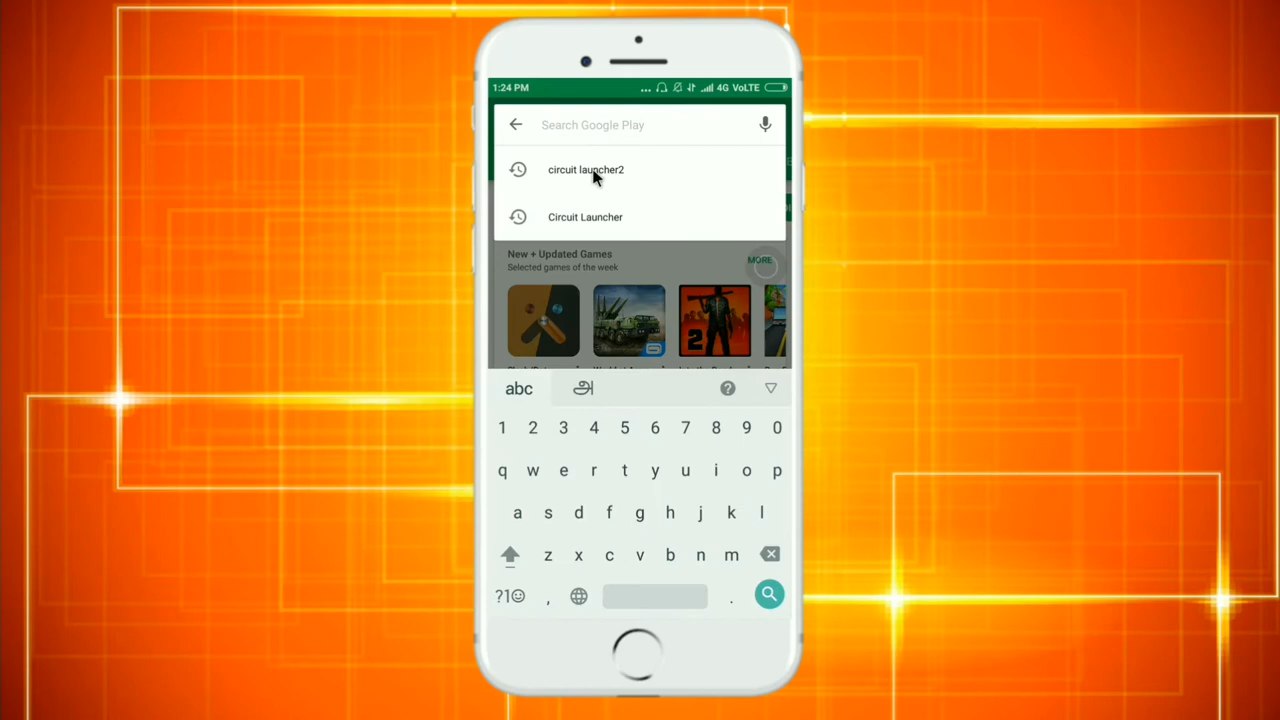 1:24 PM ... 4G VoLTE
Search Google Play
circuit launcher2
Circuit Launcher
New + Updated Games
Selected games of the week
MORE
2
abc அ ?
1 2 3 4 5 6 7 8 9 0
q w e r t y u i o p
a s d f g h j k l
z x c v b n m
?1☺ , .